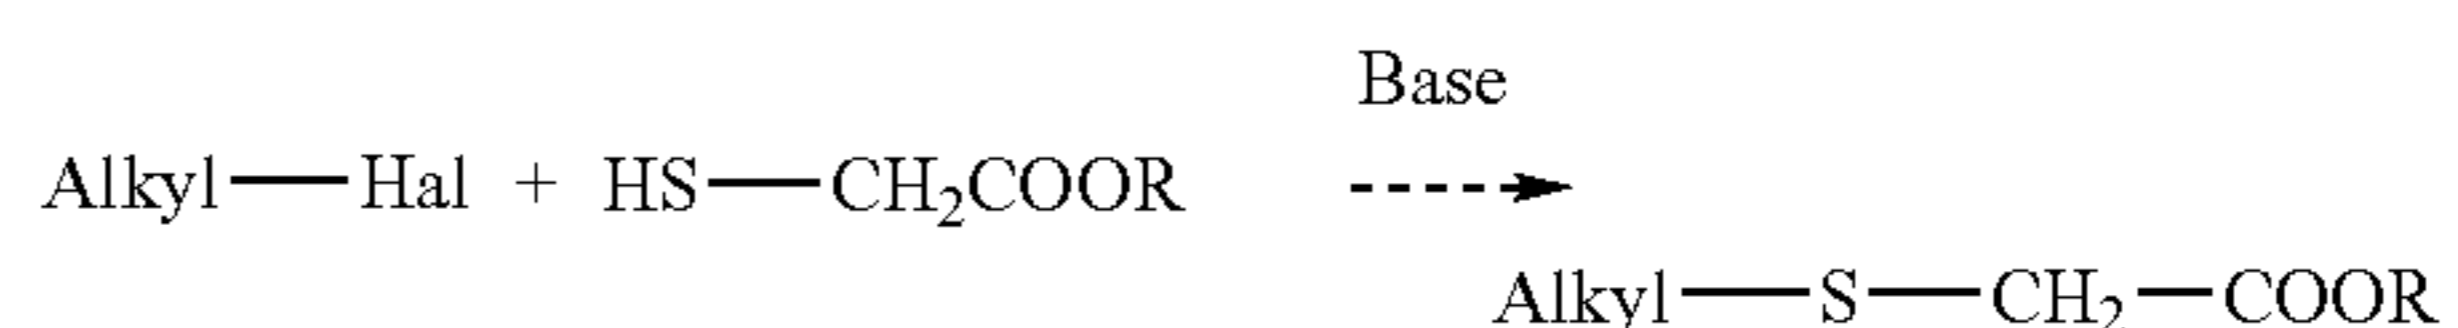 Base
Alkyl—Hal + HS—CH₂COOR
Alkyl—S—CH₂—COOR